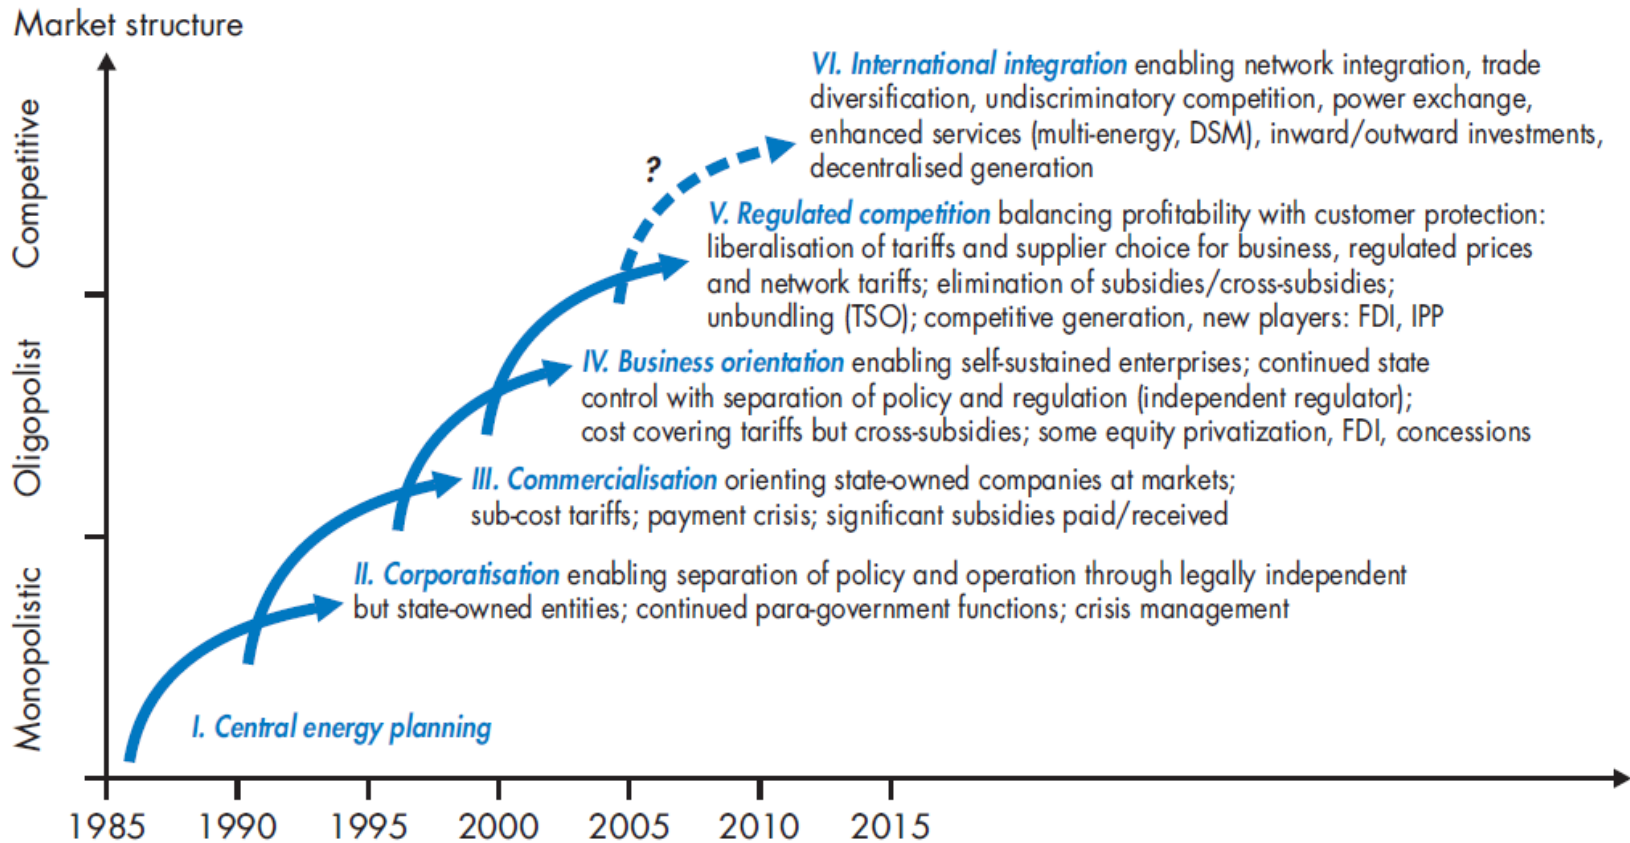 Market structure
Competitive
Oligopolist
Monopolistic
VI. International integration enabling network integration, trade
diversification, undiscriminatory competition, power exchange,
enhanced services (multi-energy, DSM), inward/outward investments,
decentralised generation
?
V. Regulated competition balancing profitability with customer protection:
liberalisation of tariffs and supplier choice for business, regulated prices
and network tariffs; elimination of subsidies/cross-subsidies;
unbundling (TSO); competitive generation, new players: FDI, IPP
IV. Business orientation enabling self-sustained enterprises; continued state
control with separation of policy and regulation (independent regulator);
cost covering tariffs but cross-subsidies; some equity privatization, FDI, concessions
III. Commercialisation orienting state-owned companies at markets;
sub-cost tariffs; payment crisis; significant subsidies paid/received
II. Corporatisation enabling separation of policy and operation through legally independent
but state-owned entities; continued para-government functions; crisis management
I. Central energy planning
1985 1990 1995 2000 2005 2010 2015